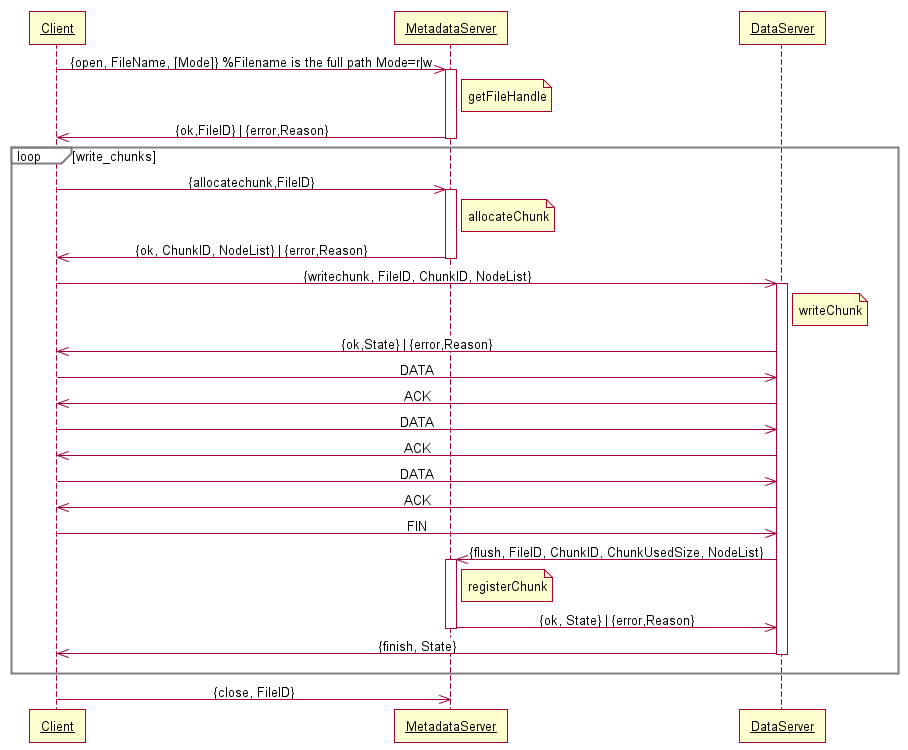 Client
MetadataServer
DataServer
{open, FileName, [Mode]} %Filename is the full path Mode=r|w
getFileHandle
{ok,FileID} | {error,Reason}
loop
[write_chunks]
{allocatechunk,FileID}
allocateChunk
{ok, ChunkID, NodeList} | {error,Reason}
{writechunk, FileID, ChunkID, NodeList}
writeChunk
{ok,State} | {error,Reason}
DATA
ACK
DATA
ACK
DATA
ACK
FIN
{flush, FileID, ChunkID, ChunkUsedSize, NodeList}
registerChunk
{ok, State} | {error,Reason}
{finish, State}
{close, FileID}
Client
MetadataServer
DataServer